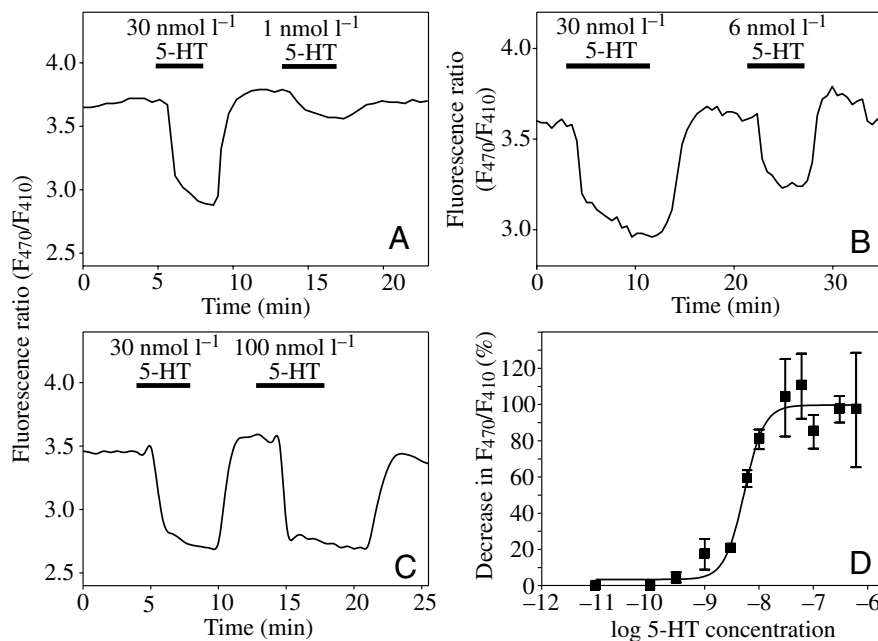 30 nmol l⁻¹ 1 nmol l⁻¹
5-HT 5-HT
4.0
3.5
3.0
2.5
A
0 5 10 15 20
Time (min)
30 nmol l⁻¹ 6 nmol l⁻¹
5-HT 5-HT
4.0
3.5
3.0
Fluorescence ratio
(F470/F410)
B
0 10 20 30
Time (min)
Fluorescence ratio (F470/F410)
30 nmol l⁻¹ 100 nmol l⁻¹
5-HT 5-HT
4.0
3.5
3.0
2.5
C
0 5 10 15 20 25
Time (min)
Decrease in F470/F410 (%)
120
100
80
60
40
20
0
D
–12 –11 –10 –9 –8 –7 –6
log 5-HT concentration